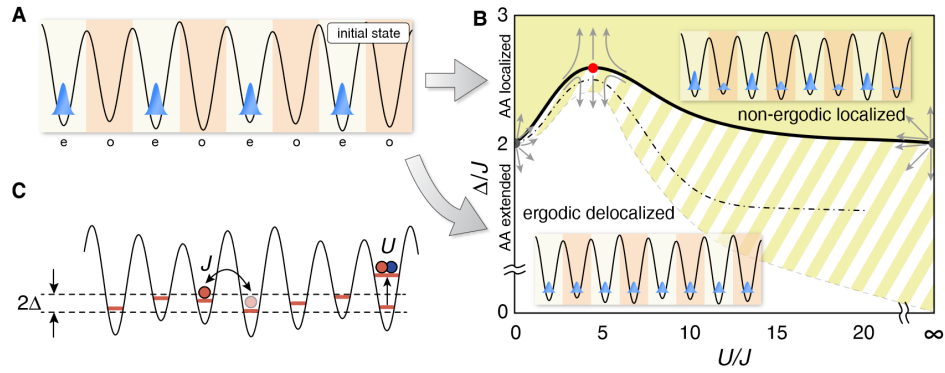 A
initial state
e o e o e o e o
C
2Δ
J
U
B
3
2
0
AA localized
Δ/J
AA extended
non-ergodic localized
ergodic delocalized
0 5 10 15 20 ∞
U/J